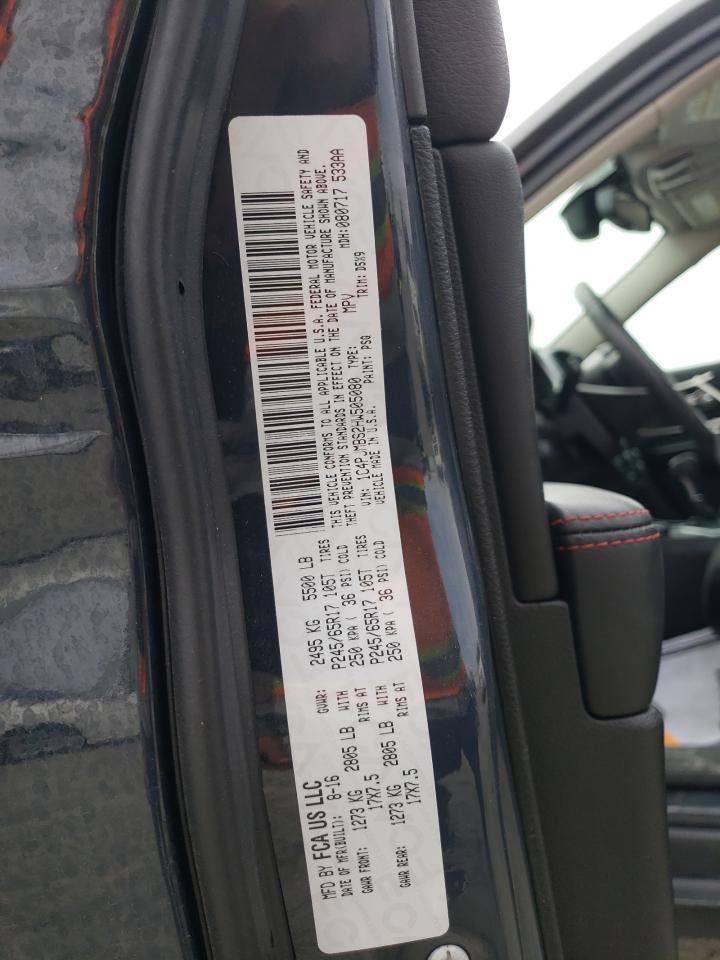 MFD BY FCA US LLC
DATE OF MFR(BUILT): 8-16 GVWR: 2495 KG 5500 LB
GAWR FRONT: 1273 KG 2805 LB WITH P245/65R17 105T TIRES
17X7.5 RIMS AT 250 KPA ( 36 PSI) COLD
GAWR REAR: 1273 KG 2805 LB WITH P245/65R17 105T TIRES
17X7.5 RIMS AT 250 KPA ( 36 PSI) COLD
THIS VEHICLE CONFORMS TO ALL APPLICABLE U.S.A. FEDERAL MOTOR VEHICLE SAFETY AND
THEFT PREVENTION STANDARDS IN EFFECT ON THE DATE OF MANUFACTURE SHOWN ABOVE.
VIN: 1C4PJMBS2HW505080 TYPE: MPV MDH:080717 533AA
VEHICLE MADE IN U.S.A. PAINT: PSQ TRIM: D5X9